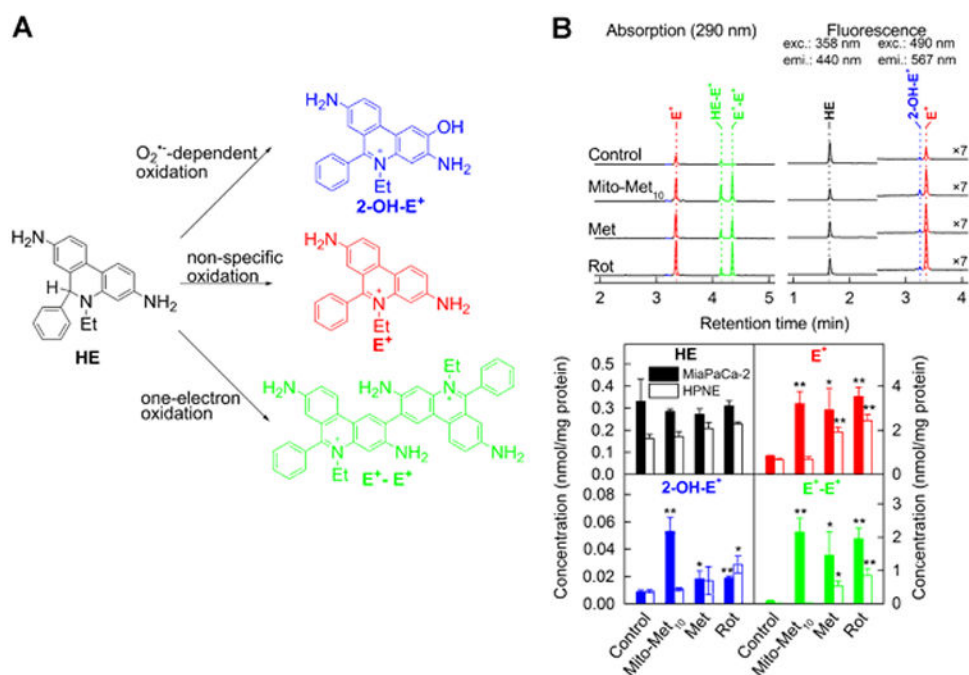 A
H₂N
OH
NH₂
N⁺
Et
2-OH-E⁺
O₂•⁻-dependent
oxidation
NH₂
H
N
NH₂
Et
HE
non-specific
oxidation
H₂N
N⁺
NH₂
Et
E⁺
one-electron
oxidation
Et
N⁺
NH₂
H₂N
N⁺
NH₂
NH₂
Et
E⁺- E⁺
B
Absorption (290 nm)
Fluorescence
exc.: 358 nm
emi.: 440 nm
exc.: 490 nm
emi.: 567 nm
E⁺
HE-E⁺
E⁺-E⁺
HE
2-OH-E⁺
E⁺
Control
×7
Mito-Met₁₀
×7
Met
×7
Rot
×7
2 3 4 5 1 2 3 4
Retention time (min)
Concentration (nmol/mg protein)
HE
MiaPaCa-2
HPNE
0.5
0.4
0.3
0.2
0.1
0.0
E⁺
** * ** ** **
4
2
0
2-OH-E⁺
** * ** *
0.08
0.06
0.04
0.02
0.00
E⁺-E⁺
** * ** * **
3
2
1
0
Concentration (nmol/mg protein)
Control
Mito-Met₁₀
Met
Rot
Control
Mito-Met₁₀
Met
Rot